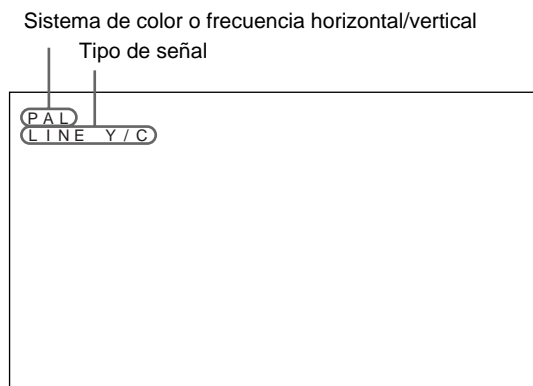 Sistema de color o frecuencia horizontal/vertical
Tipo de señal
PAL
LINE Y/C